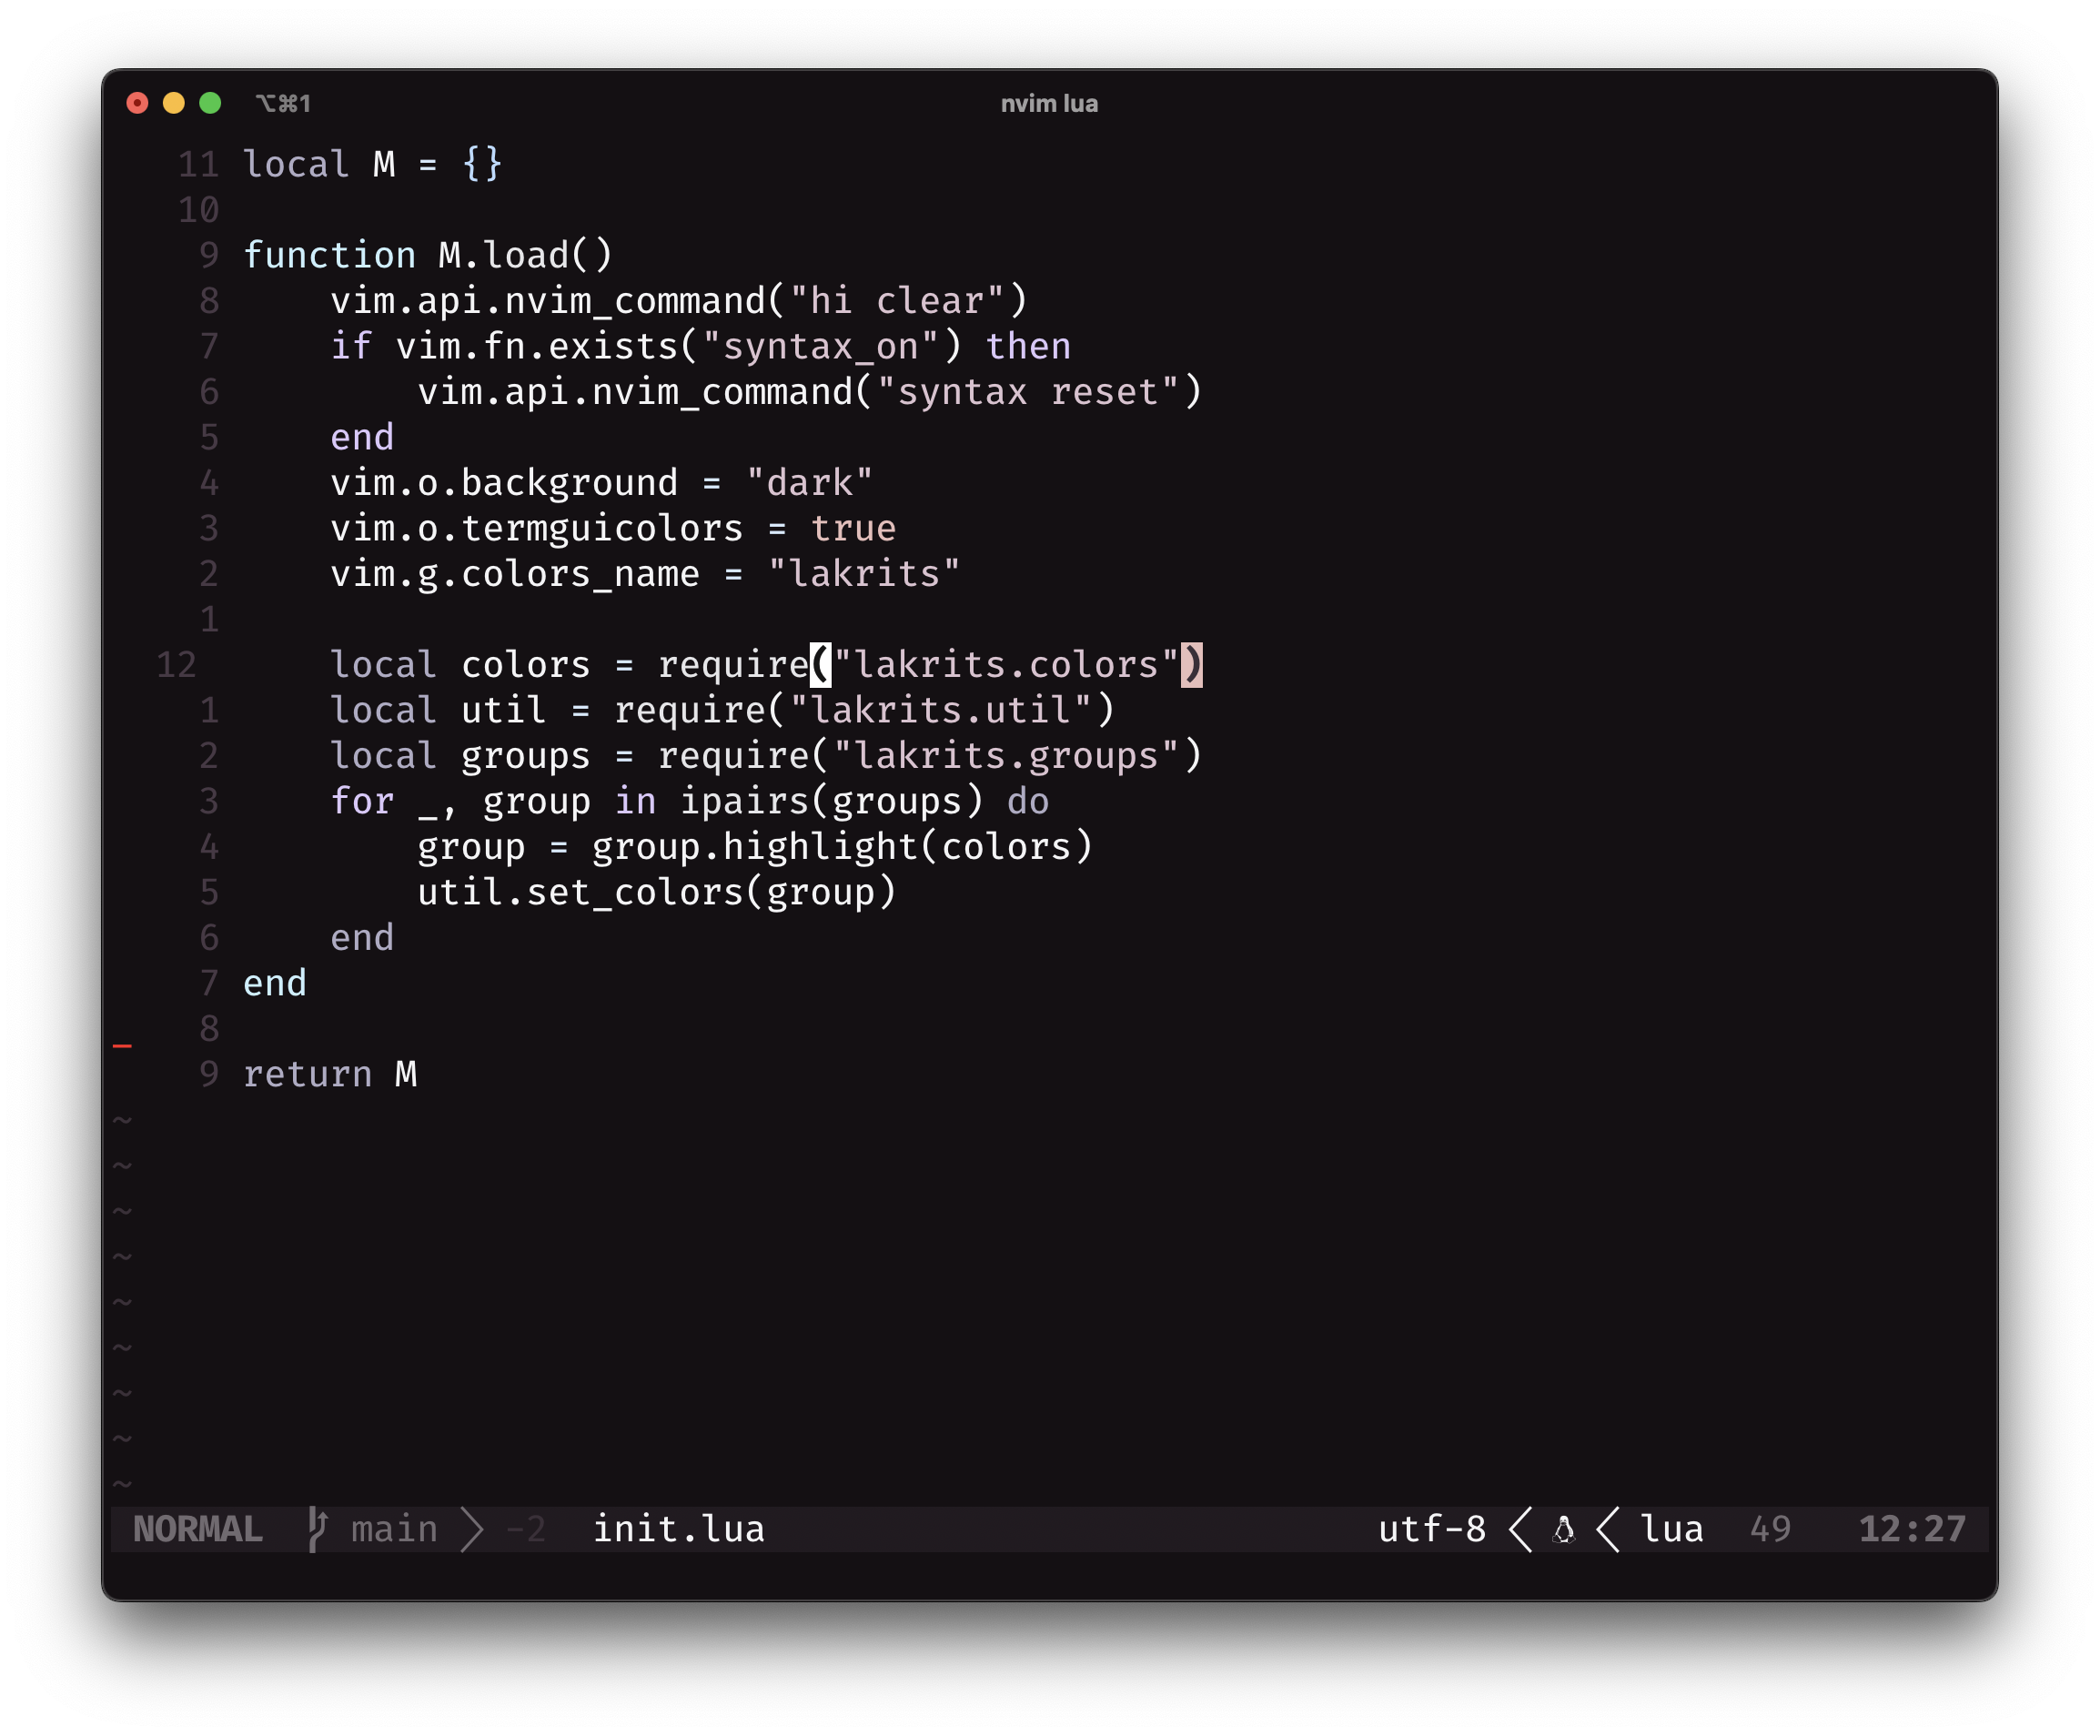 ⌥⌘1 nvim lua
11 local M = {}
10
9 function M.load()
8     vim.api.nvim_command("hi clear")
7     if vim.fn.exists("syntax_on") then
6         vim.api.nvim_command("syntax reset")
5     end
4     vim.o.background = "dark"
3     vim.o.termguicolors = true
2     vim.g.colors_name = "lakrits"
1
12     local colors = require("lakrits.colors")
1     local util = require("lakrits.util")
2     local groups = require("lakrits.groups")
3     for _, group in ipairs(groups) do
4         group = group.highlight(colors)
5         util.set_colors(group)
6     end
7 end
8
9 return M
~
~
~
~
~
~
~
~
~
NORMAL main -2 init.lua utf-8 lua 49 12:27